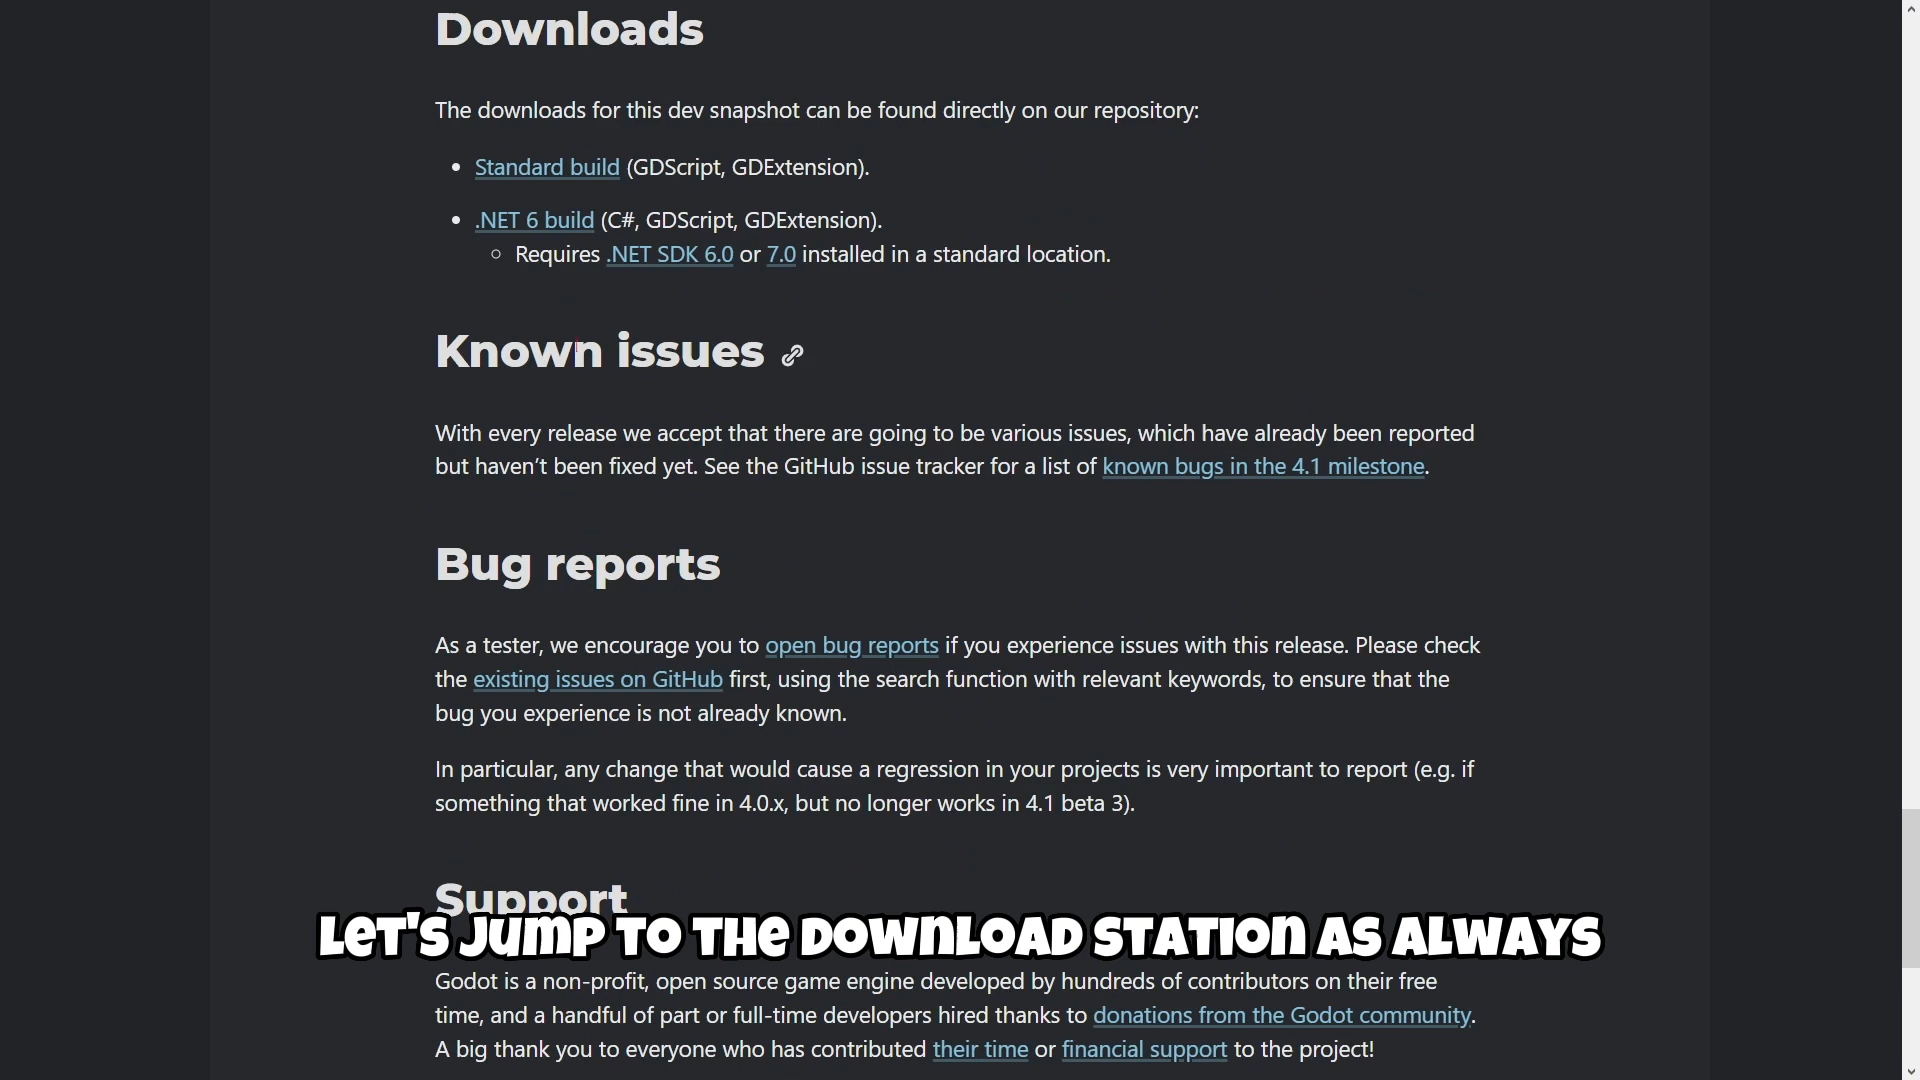 Downloads
The downloads for this dev snapshot can be found directly on our repository:
• Standard build (GDScript, GDExtension).
• .NET 6 build (C#, GDScript, GDExtension).
○ Requires .NET SDK 6.0 or 7.0 installed in a standard location.
Known issues
With every release we accept that there are going to be various issues, which have already been reported
but haven’t been fixed yet. See the GitHub issue tracker for a list of known bugs in the 4.1 milestone.
Bug reports
As a tester, we encourage you to open bug reports if you experience issues with this release. Please check
the existing issues on GitHub first, using the search function with relevant keywords, to ensure that the
bug you experience is not already known.
In particular, any change that would cause a regression in your projects is very important to report (e.g. if
something that worked fine in 4.0.x, but no longer works in 4.1 beta 3).
Support
Let's jump to the download station as always
Godot is a non-profit, open source game engine developed by hundreds of contributors on their free
time, and a handful of part or full-time developers hired thanks to donations from the Godot community.
A big thank you to everyone who has contributed their time or financial support to the project!